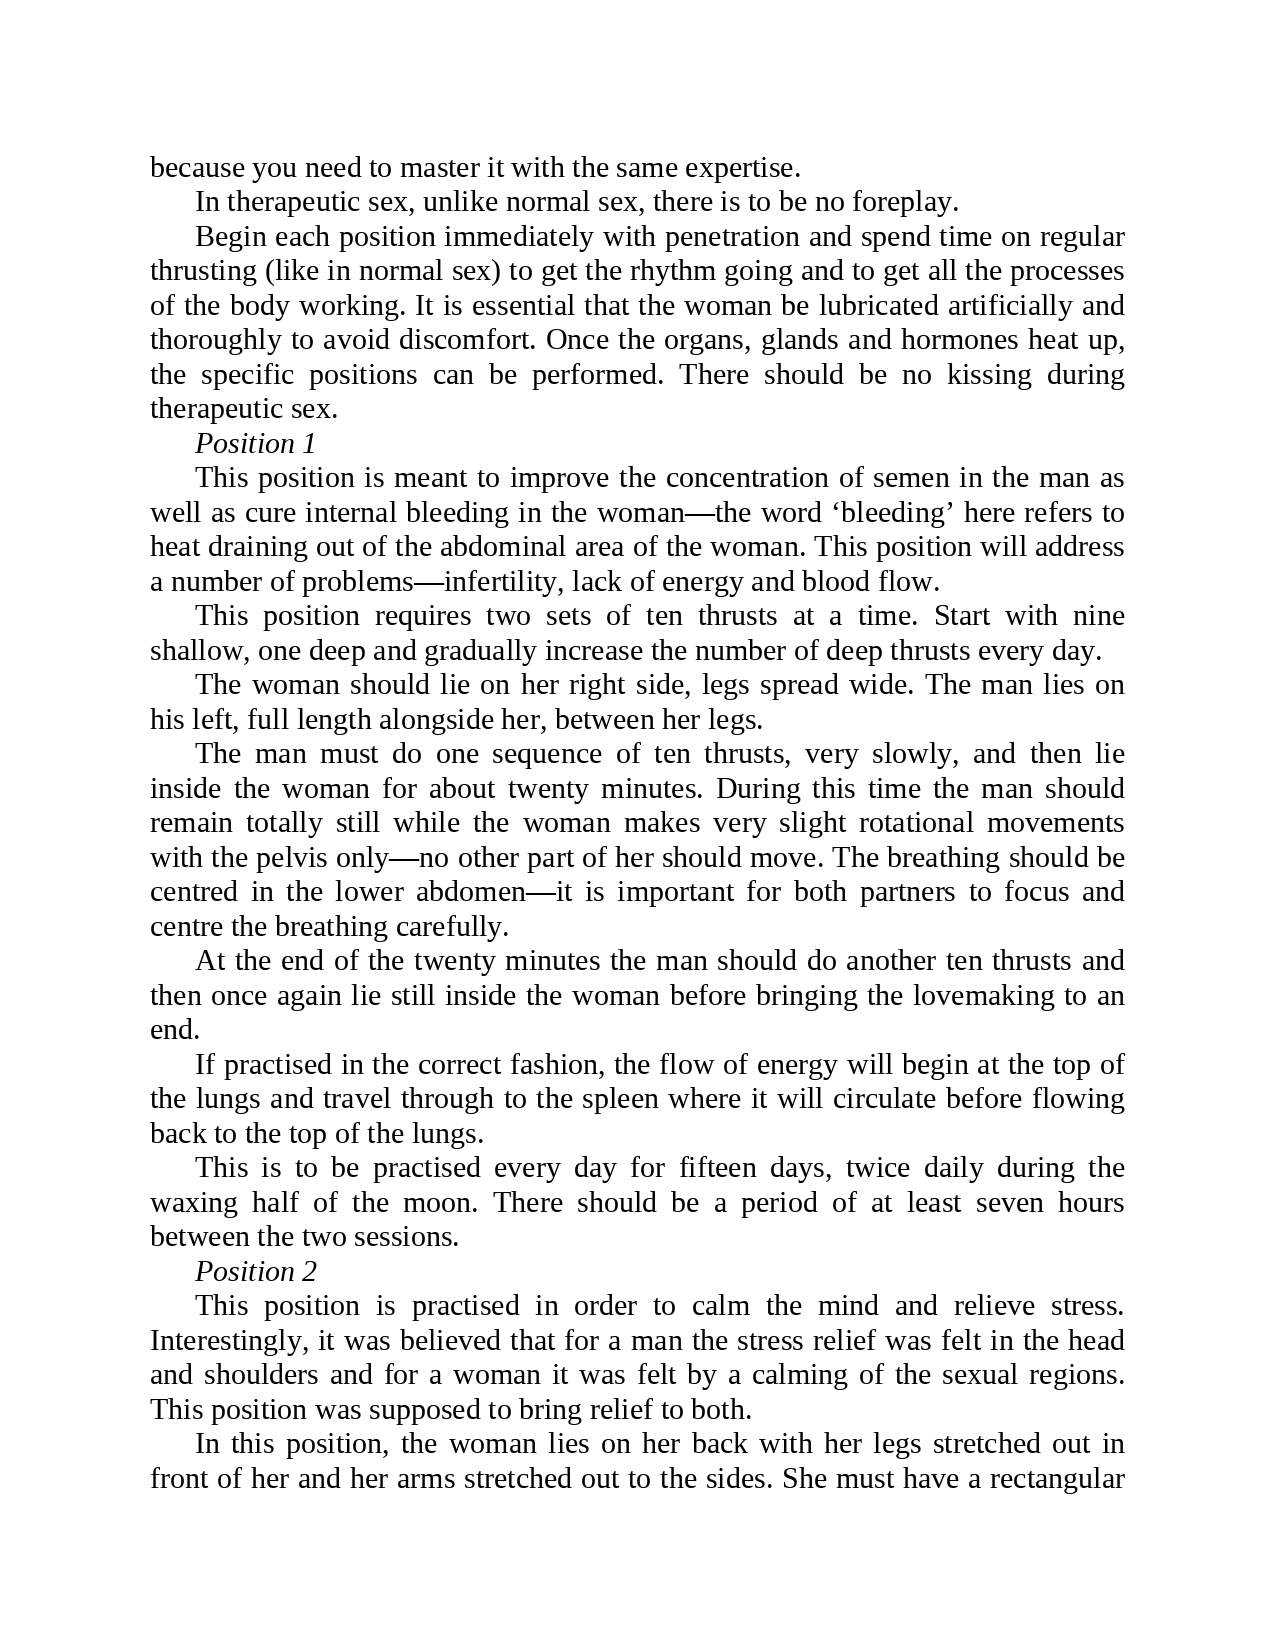 because you need to master it with the same expertise.
In therapeutic sex, unlike normal sex, there is to be no foreplay.
Begin each position immediately with penetration and spend time on regular
thrusting (like in normal sex) to get the rhythm going and to get all the processes
of the body working. It is essential that the woman be lubricated artificially and
thoroughly to avoid discomfort. Once the organs, glands and hormones heat up,
the specific positions can be performed. There should be no kissing during
therapeutic sex.
Position 1
This position is meant to improve the concentration of semen in the man as
well as cure internal bleeding in the woman—the word ‘bleeding’ here refers to
heat draining out of the abdominal area of the woman. This position will address
a number of problems—infertility, lack of energy and blood flow.
This position requires two sets of ten thrusts at a time. Start with nine
shallow, one deep and gradually increase the number of deep thrusts every day.
The woman should lie on her right side, legs spread wide. The man lies on
his left, full length alongside her, between her legs.
The man must do one sequence of ten thrusts, very slowly, and then lie
inside the woman for about twenty minutes. During this time the man should
remain totally still while the woman makes very slight rotational movements
with the pelvis only—no other part of her should move. The breathing should be
centred in the lower abdomen—it is important for both partners to focus and
centre the breathing carefully.
At the end of the twenty minutes the man should do another ten thrusts and
then once again lie still inside the woman before bringing the lovemaking to an
end.
If practised in the correct fashion, the flow of energy will begin at the top of
the lungs and travel through to the spleen where it will circulate before flowing
back to the top of the lungs.
This is to be practised every day for fifteen days, twice daily during the
waxing half of the moon. There should be a period of at least seven hours
between the two sessions.
Position 2
This position is practised in order to calm the mind and relieve stress.
Interestingly, it was believed that for a man the stress relief was felt in the head
and shoulders and for a woman it was felt by a calming of the sexual regions.
This position was supposed to bring relief to both.
In this position, the woman lies on her back with her legs stretched out in
front of her and her arms stretched out to the sides. She must have a rectangular